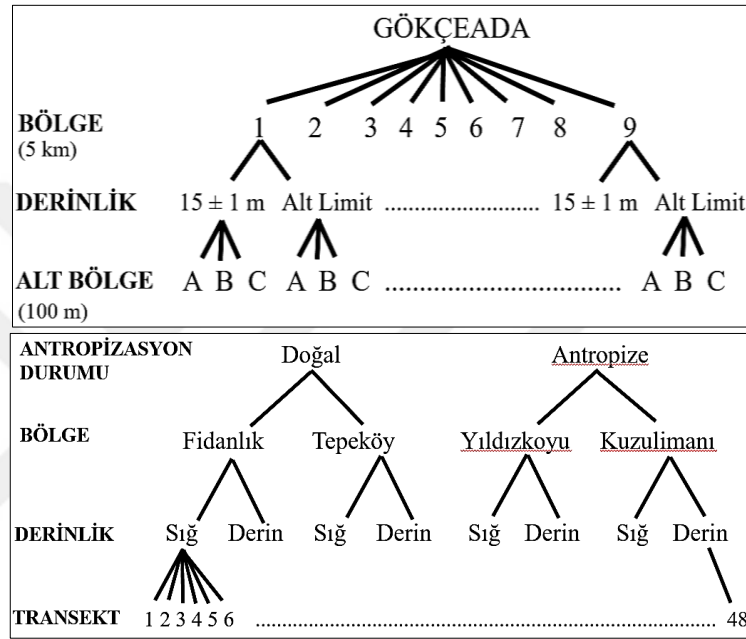 GÖKÇEADA
BÖLGE 1 2 3 4 5 6 7 8 9
(5 km)
DERİNLİK 15 ± 1 m Alt Limit .......................... 15 ± 1 m Alt Limit
ALT BÖLGE A B C A B C ....................................... A B C
(100 m)
ANTROPİZASYON Doğal Antropize
DURUMU
BÖLGE Fidanlık Tepeköy Yıldızkoyu Kuzulimanı
DERİNLİK Sığ Derin Sığ Derin Sığ Derin Sığ Derin
TRANSEKT 1 2 3 4 5 6 ........................................................................................ 48